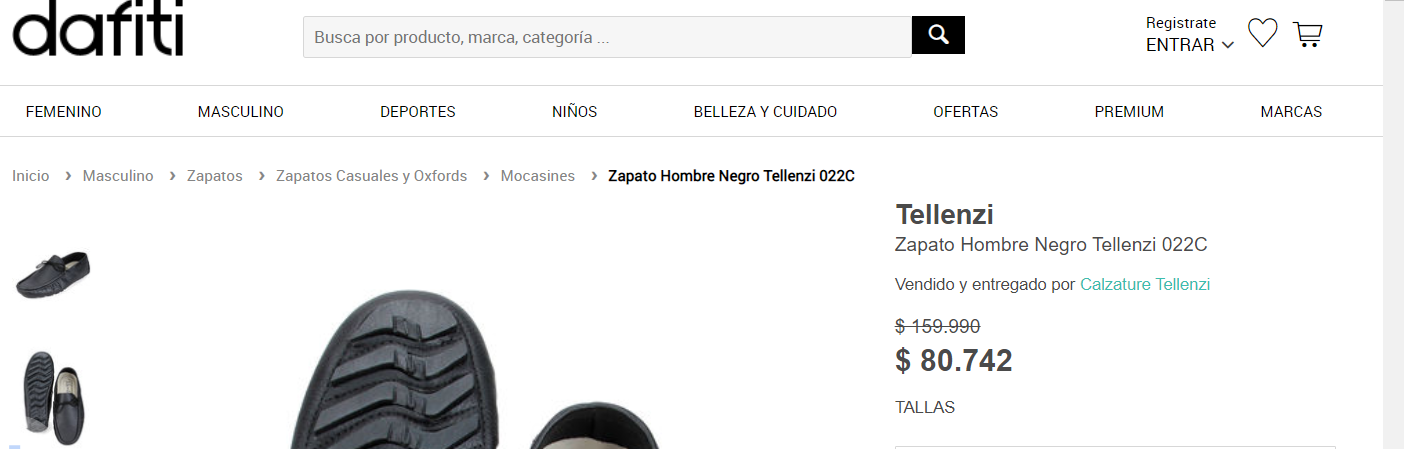 dafiti
Busca por producto, marca, categoría ...
Registrate
ENTRAR
FEMENINO MASCULINO DEPORTES NIÑOS BELLEZA Y CUIDADO OFERTAS PREMIUM MARCAS
Inicio › Masculino › Zapatos › Zapatos Casuales y Oxfords › Mocasines › Zapato Hombre Negro Tellenzi 022C
Tellenzi
Zapato Hombre Negro Tellenzi 022C
Vendido y entregado por Calzature Tellenzi
$ 159.990
$ 80.742
TALLAS